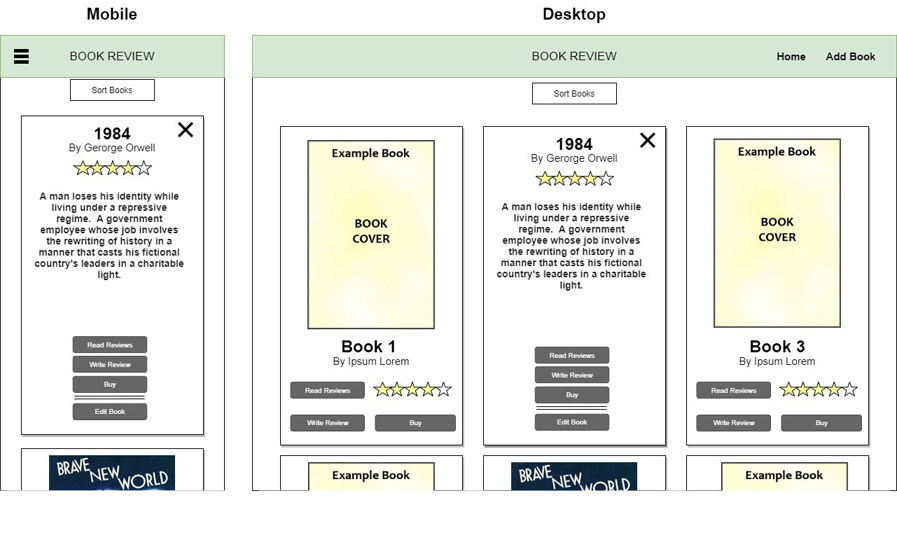 Mobile
BOOK REVIEW
Sort Books
1984
By Gerorge Orwell
A man loses his identity while
living under a repressive
regime. A government
employee whose job involves
the rewriting of history in a
manner that casts his fictional
country's leaders in a charitable
light.
Read Reviews
Write Review
Buy
Edit Book
BRAVE
NEW
WORLD
Desktop
BOOK REVIEW
Home
Add Book
Sort Books
Example Book
BOOK
COVER
Book 1
By Ipsum Lorem
Read Reviews
Write Review
Buy
1984
By Gerorge Orwell
A man loses his identity while
living under a repressive
regime. A government
employee whose job involves
the rewriting of history in a
manner that casts his fictional
country's leaders in a charitable
light.
Read Reviews
Write Review
Buy
Edit Book
Example Book
BOOK
COVER
Book 3
By Ipsum Lorem
Read Reviews
Write Review
Buy
Example Book
BRAVE
NEW
WORLD
Example Book